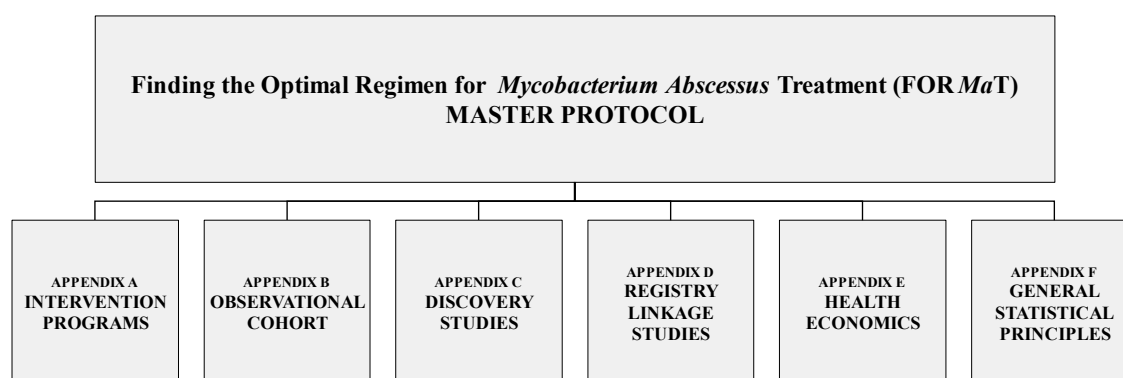 Finding the Optimal Regimen for Mycobacterium Abscessus Treatment (FORMaT)
MASTER PROTOCOL
APPENDIX A
INTERVENTION
PROGRAMS
APPENDIX B
OBSERVATIONAL
COHORT
APPENDIX C
DISCOVERY
STUDIES
APPENDIX D
REGISTRY
LINKAGE
STUDIES
APPENDIX E
HEALTH
ECONOMICS
APPENDIX F
GENERAL
STATISTICAL
PRINCIPLES